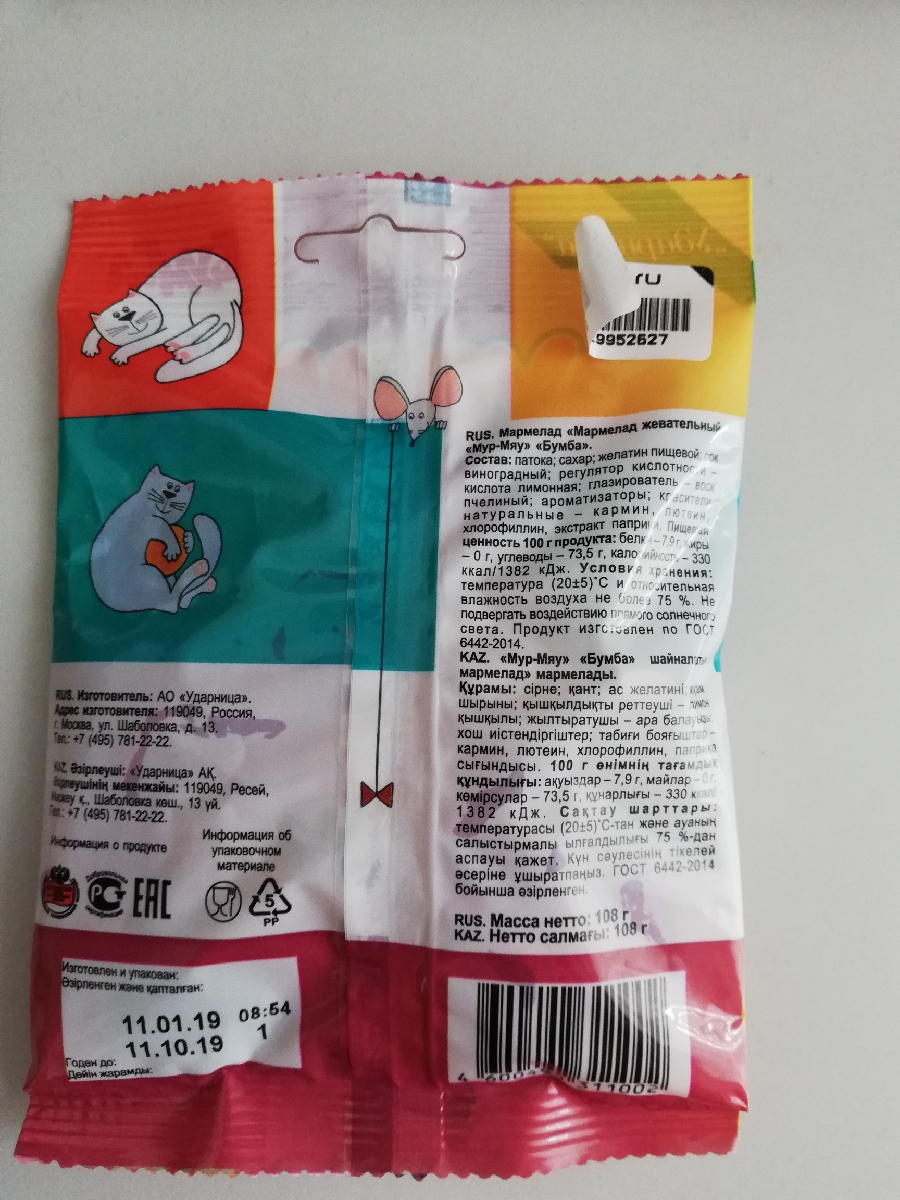 ru
9952627
RUS. Мармелад «Мармелад жевательный
«Мур-Мяу» «Бумба».
Состав: патока; сахар; желатин пищевой; сок
виноградный; регулятор кислотности –
кислота лимонная; глазирователь – воск
пчелиный; ароматизаторы; красители
натуральные – кармин, лютеин,
хлорофиллин, экстракт паприки. Пищевая
ценность 100 г продукта: белки – 7,9 г, жиры
– 0 г, углеводы – 73,5 г, калорийность – 330
ккал/1382 кДж. Условия хранения:
температура (20±5)°С и относительная
влажность воздуха не более 75 %. Не
подвергать воздействию прямого солнечного
света. Продукт изготовлен по ГОСТ
6442-2014.
KAZ. «Мур-Мяу» «Бумба» шайналатын
мармелад» мармелады.
Құрамы: сірне; қант; ас желатині; жүзім
шырыны; қышқылдықты реттеуші – лимон
қышқылы; жылтыратушы – ара балауызы;
хош иістендіргіштер; табиғи бояғыштар –
кармин, лютеин, хлорофиллин, паприка
сығындысы. 100 г өнімнің тағамдық
құндылығы: ақуыздар – 7,9 г, майлар – 0 г,
көмірсулар – 73,5 г, құнарлығы – 330 ккал/
1382 кДж. Сақтау шарттары:
температурасы (20±5)°С-тан және ауаның
салыстырмалы ылғалдылығы 75 %-дан
аспауы қажет. Күн сәулесінің тікелей
әсеріне ұшыратпаңыз. ГОСТ 6442-2014
бойынша әзірленген.
RUS. Масса нетто: 108 г
KAZ. Нетто салмағы: 108 г
RUS. Изготовитель: АО «Ударница».
Адрес изготовителя: 119049, Россия,
г. Москва, ул. Шаболовка, д. 13.
Тел.: +7 (495) 781-22-22.
KAZ. Әзірлеуші: «Ударница» АҚ.
Әзірлеушінің мекенжайы: 119049, Ресей,
Мәскеу қ., Шаболовка көш., 13 үй.
Тел.: +7 (495) 781-22-22.
Информация о продукте
Информация об
упаковочном
материале
Добровольная
РСТ
EAC
5
PP
Изготовлен и упакован:
Әзірленген және қапталған:
11.01.19 08:54
11.10.19 1
Годен до:
Дейін жарамды:
311002